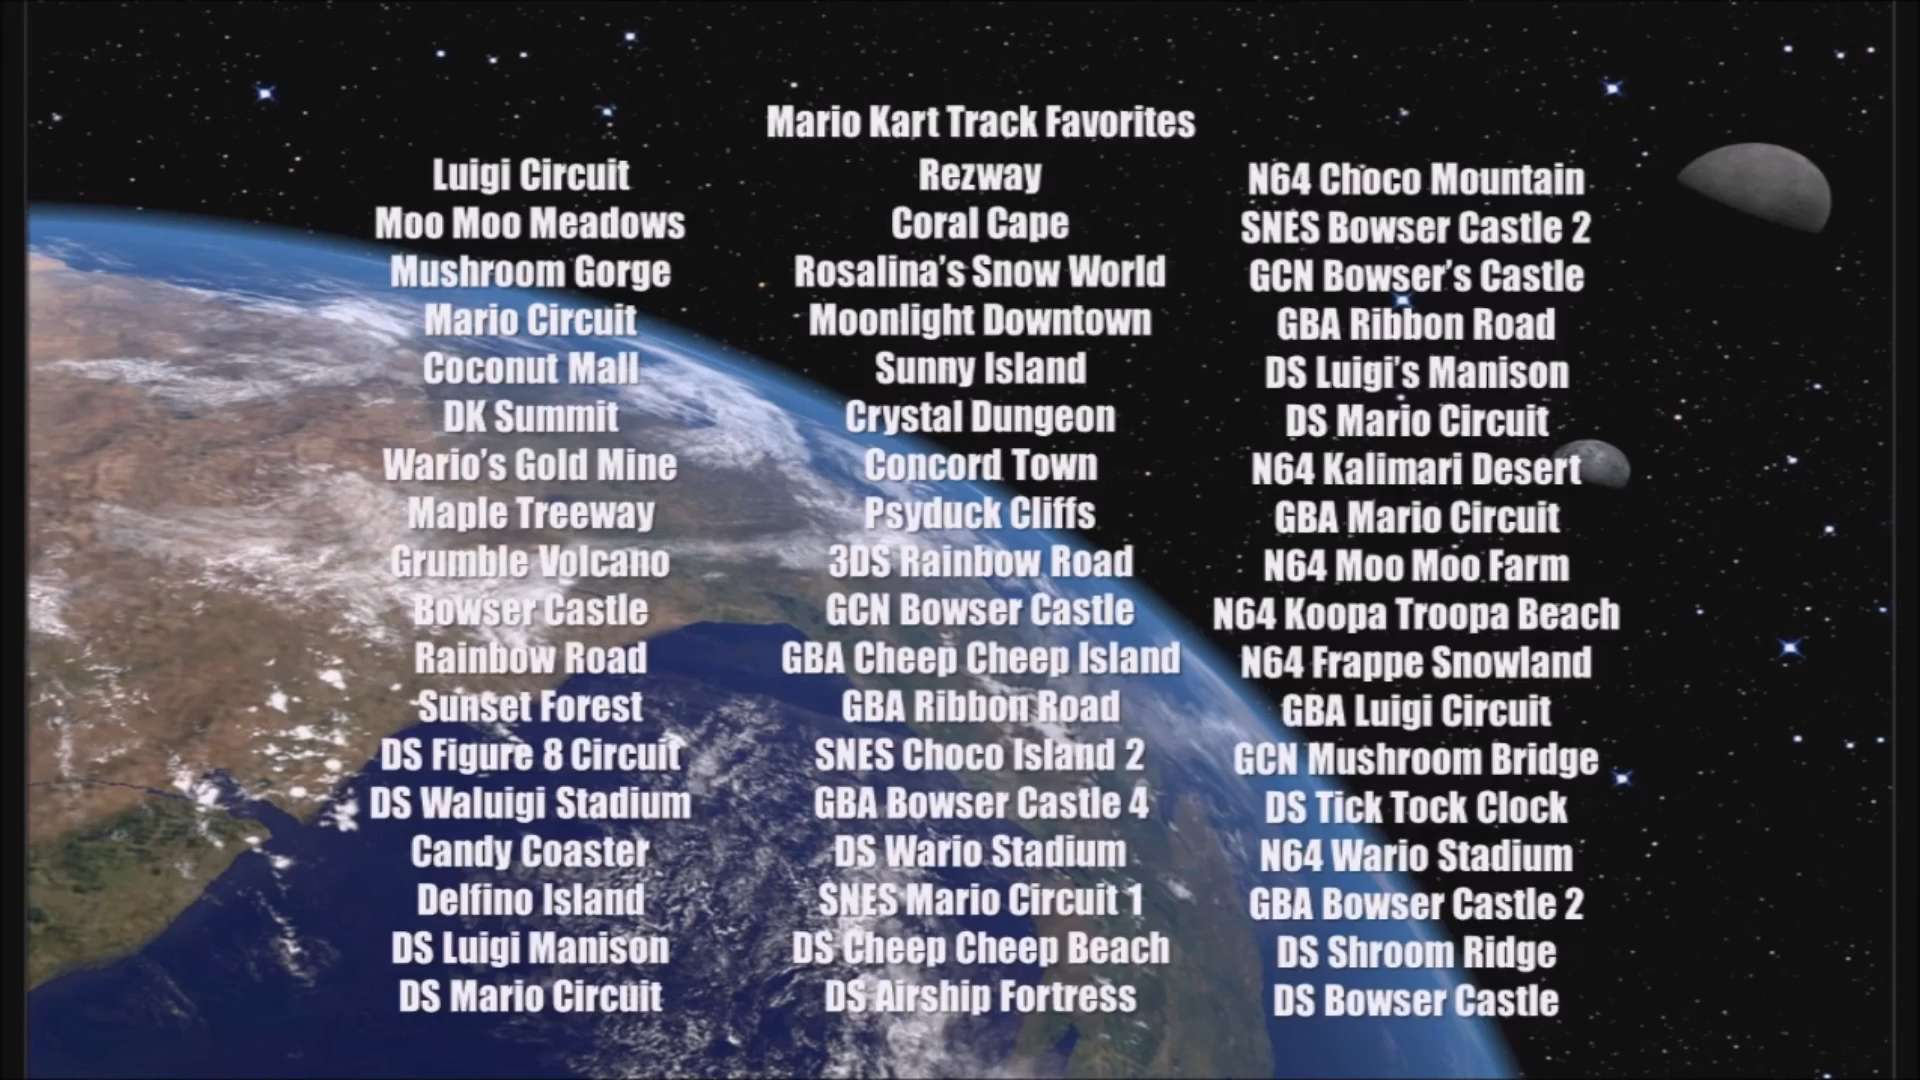 Mario Kart Track Favorites
Luigi Circuit
Moo Moo Meadows
Mushroom Gorge
Mario Circuit
Coconut Mall
DK Summit
Wario's Gold Mine
Maple Treeway
Grumble Volcano
Bowser Castle
Rainbow Road
Sunset Forest
DS Figure 8 Circuit
DS Waluigi Stadium
Candy Coaster
Delfino Island
DS Luigi Manison
DS Mario Circuit
Rezway
Coral Cape
Rosalina's Snow World
Moonlight Downtown
Sunny Island
Crystal Dungeon
Concord Town
Psyduck Cliffs
3DS Rainbow Road
GCN Bowser Castle
GBA Cheep Cheep Island
GBA Ribbon Road
SNES Choco Island 2
GBA Bowser Castle 4
DS Wario Stadium
SNES Mario Circuit 1
DS Cheep Cheep Beach
DS Airship Fortress
N64 Choco Mountain
SNES Bowser Castle 2
GCN Bowser's Castle
GBA Ribbon Road
DS Luigi's Manison
DS Mario Circuit
N64 Kalimari Desert
GBA Mario Circuit
N64 Moo Moo Farm
N64 Koopa Troopa Beach
N64 Frappe Snowland
GBA Luigi Circuit
GCN Mushroom Bridge
DS Tick Tock Clock
N64 Wario Stadium
GBA Bowser Castle 2
DS Shroom Ridge
DS Bowser Castle